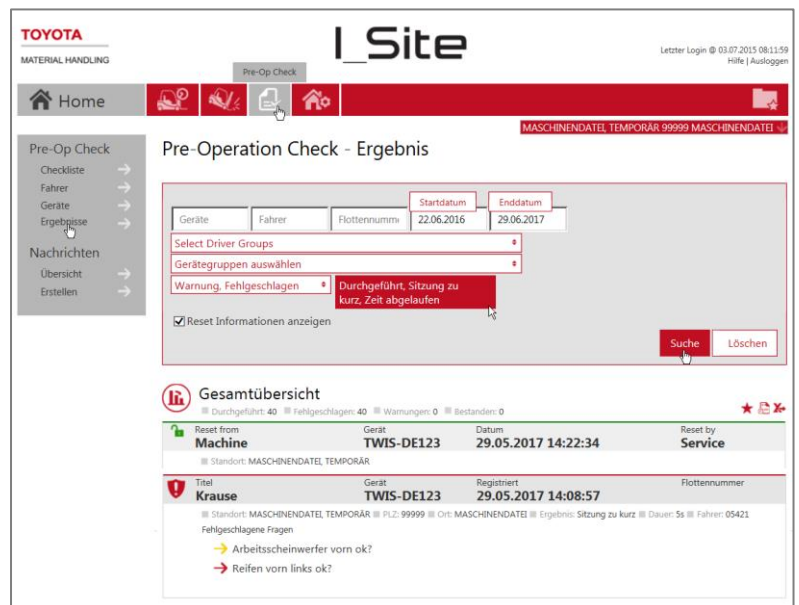 TOYOTA
MATERIAL HANDLING
I_Site
Letzter Login @ 03.07.2015 08:11:59
Hilfe | Ausloggen
Pre-Op Check
Home
MASCHINENDATEI, TEMPORÄR 99999 MASCHINENDATEI
Pre-Op Check
Checkliste
Fahrer
Geräte
Ergebnisse
Nachrichten
Übersicht
Erstellen
Pre-Operation Check - Ergebnis
Startdatum Enddatum
Geräte Fahrer Flottennumme 22.06.2016 29.06.2017
Select Driver Groups
Gerätegruppen auswählen
Warnung, Fehlgeschlagen Durchgeführt, Sitzung zu
kurz, Zeit abgelaufen
Reset Informationen anzeigen
Suche Löschen
Gesamtübersicht
Durchgeführt: 40 Fehlgeschlagen: 40 Warnungen: 0 Bestanden: 0
Reset from Gerät Datum Reset by
Machine TWIS-DE123 29.05.2017 14:22:34 Service
Standort: MASCHINENDATEI, TEMPORÄR
Titel Gerät Registriert Flottennummer
Krause TWIS-DE123 29.05.2017 14:08:57
Standort: MASCHINENDATEI, TEMPORÄR PLZ: 99999 Ort: MASCHINENDATEI Ergebnis: Sitzung zu kurz Dauer: 5s Fahrer: 05421
Fehlgeschlagene Fragen
Arbeitsscheinwerfer vorn ok?
Reifen vorn links ok?